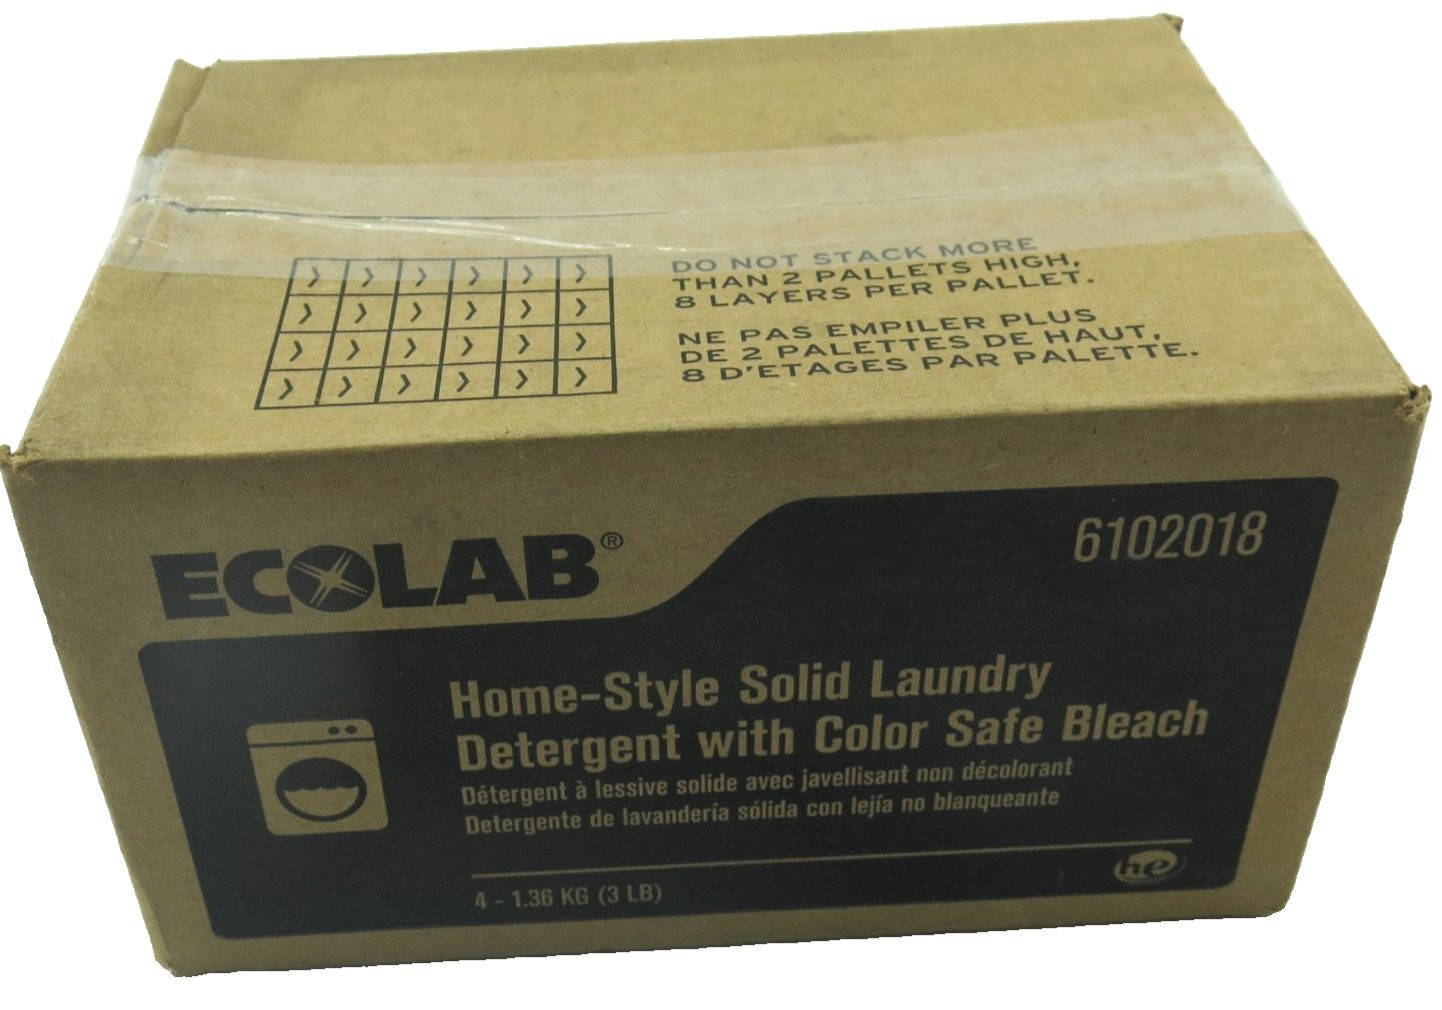 DO NOT STACK MORE
THAN 2 PALLETS HIGH,
8 LAYERS PER PALLET.
NE PAS EMPILER PLUS
DE 2 PALETTES DE HAUT,
8 D'ETAGES PAR PALETTE.
ECOLAB®
6102018
Home-Style Solid Laundry
Detergent with Color Safe Bleach
Détergent à lessive solide avec javellisant non décolorant
Detergente de lavandería sólida con lejía no blanqueante
he
4 - 1.36 KG (3 LB)